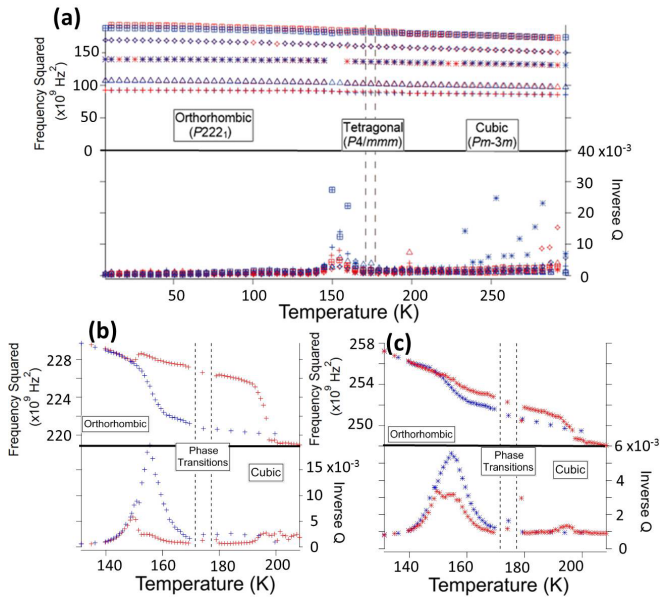 (a)
Frequency Squared
(x10⁹ Hz²)
150
100
50
0
Orthorhombic
(P222₁)
Tetragonal
(P4/mmm)
Cubic
(Pm-3m)
40 x10⁻³
30
20
10
0
Inverse Q
50
100
150
200
250
Temperature (K)
(b)
Frequency Squared
(x10⁹ Hz²)
228
224
220
Orthorhombic
Phase
Transitions
Cubic
15 x10⁻³
10
5
0
Inverse Q
140
160
180
200
Temperature (K)
(c)
Frequency Squared
(x10⁹ Hz²)
258
254
250
Orthorhombic
Phase
Transitions
Cubic
6 x10⁻³
4
2
0
Inverse Q
140
160
180
200
Temperature (K)